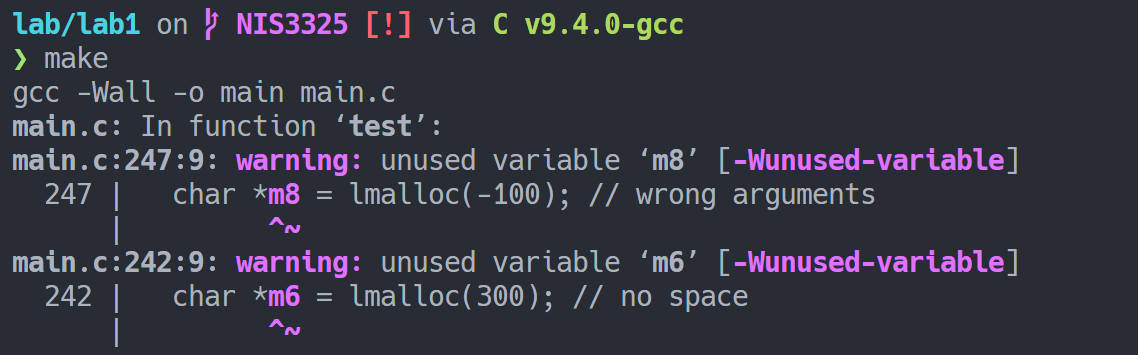 lab/lab1 on  NIS3325 [!] via C v9.4.0-gcc
❯ make
gcc -Wall -o main main.c
main.c: In function ‘test’:
main.c:247:9: warning: unused variable ‘m8’ [-Wunused-variable]
  247 |   char *m8 = lmalloc(-100); // wrong arguments
      |         ^~
main.c:242:9: warning: unused variable ‘m6’ [-Wunused-variable]
  242 |   char *m6 = lmalloc(300); // no space
      |         ^~